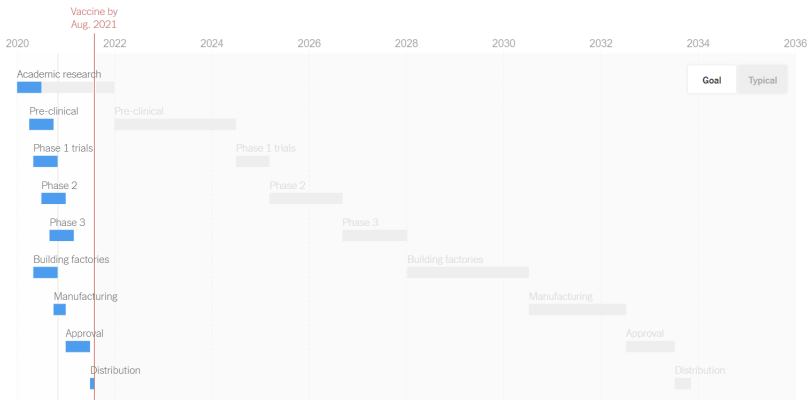 Vaccine by
Aug. 2021
2020 2022 2024 2026 2028 2030 2032 2034 2036
Academic research
Goal Typical
Pre-clinical Pre-clinical
Phase 1 trials Phase 1 trials
Phase 2 Phase 2
Phase 3 Phase 3
Building factories Building factories
Manufacturing Manufacturing
Approval Approval
Distribution Distribution